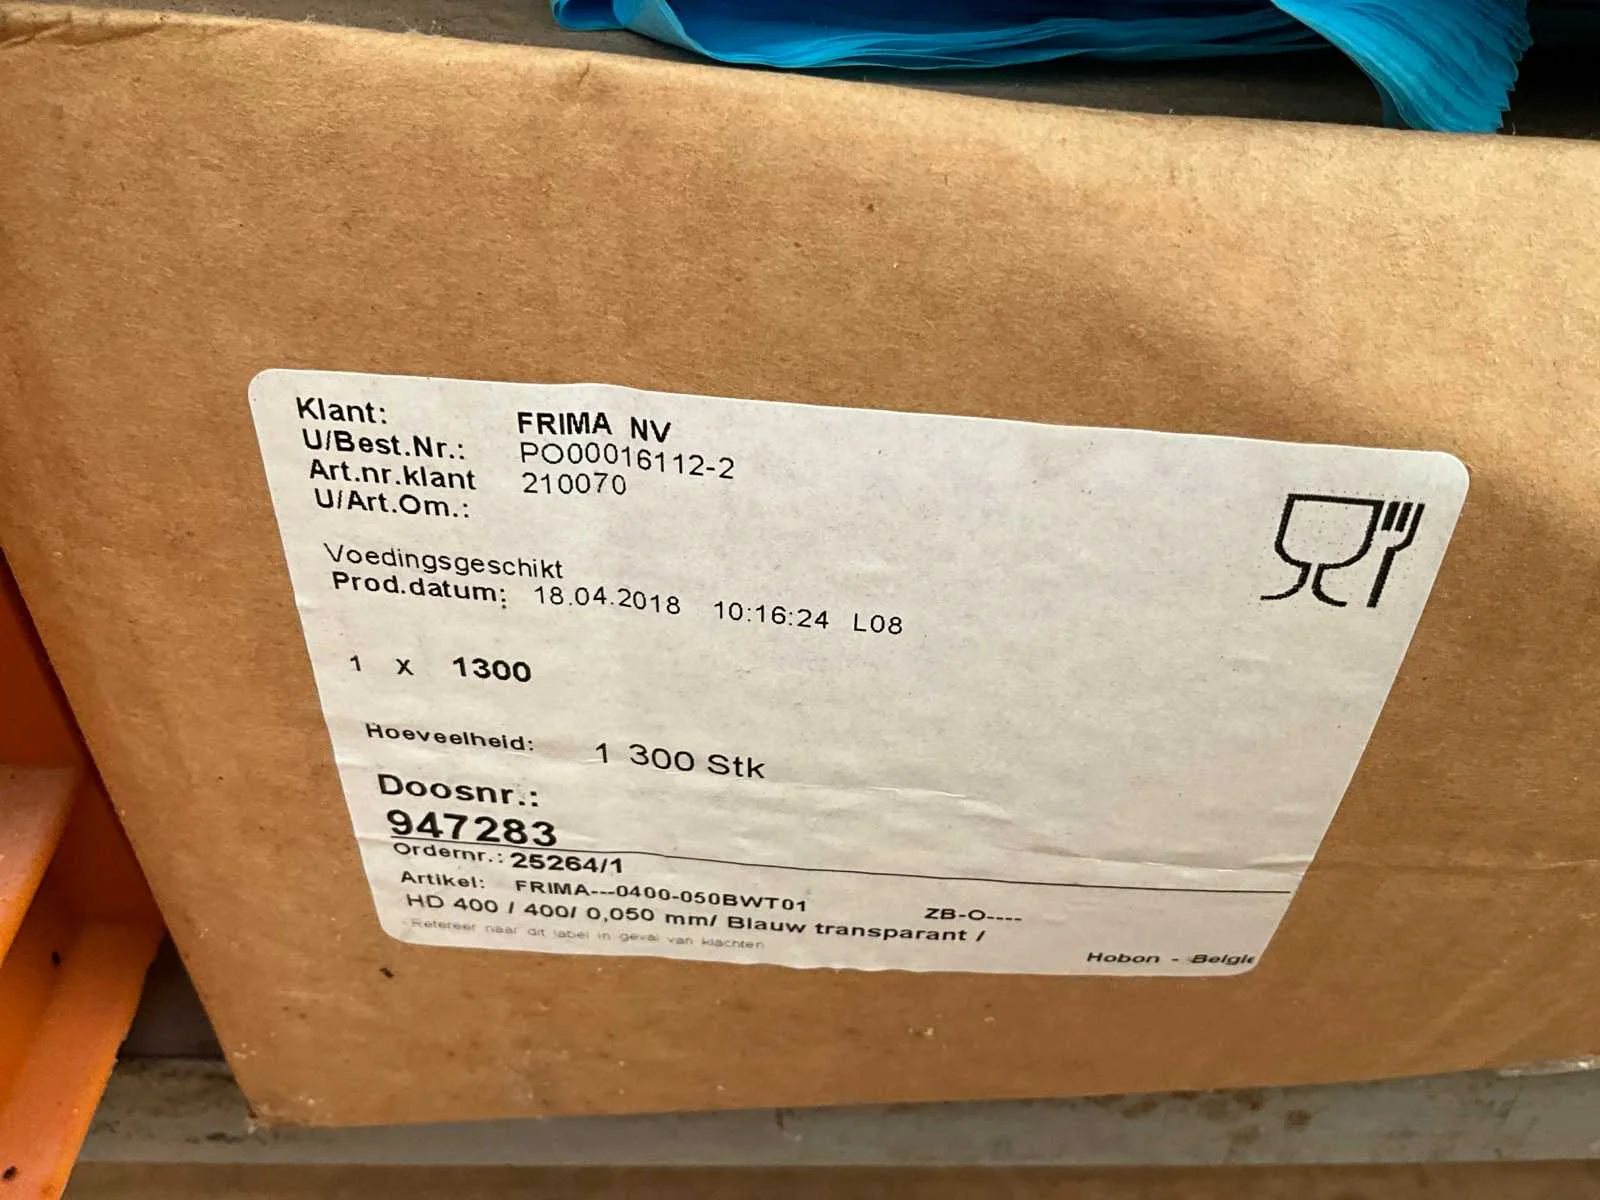 Klant: FRIMA NV
U/Best.Nr.: PO00016112-2
Art.nr.klant 210070
U/Art.Om.:
Voedingsgeschikt
Prod.datum: 18.04.2018 10:16:24 L08
1 x 1300
Hoeveelheid: 1 300 Stk
Doosnr.:
947283
Ordernr.: 25264/1
Artikel: FRIMA---0400-050BWT01 ZB-O----
HD 400 / 400/ 0,050 mm/ Blauw transparant /
Refereer naar dit label in geval van klachten
Hobon - Belgie